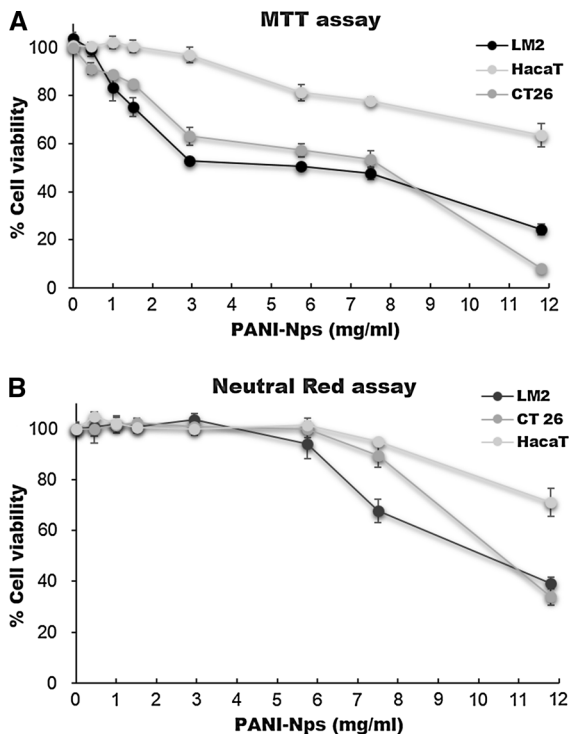 A
MTT assay
LM2
HacaT
CT26
100
80
60
40
20
0
% Cell viability
0 1 2 3 4 5 6 7 8 9 10 11 12
PANI-Nps (mg/ml)
B
Neutral Red assay
LM2
CT 26
HacaT
100
80
60
40
20
0
% Cell viability
0 1 2 3 4 5 6 7 8 9 10 11 12
PANI-Nps (mg/ml)